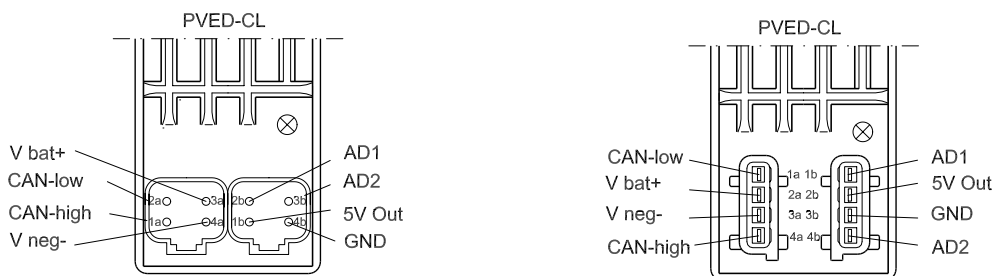 PVED-CL
V bat+
CAN-low
CAN-high
V neg-
2a
3a
2b
3b
1a
4a
1b
4b
AD1
AD2
5V Out
GND
PVED-CL
CAN-low
V bat+
V neg-
CAN-high
1a 1b
2a 2b
3a 3b
4a 4b
AD1
5V Out
GND
AD2